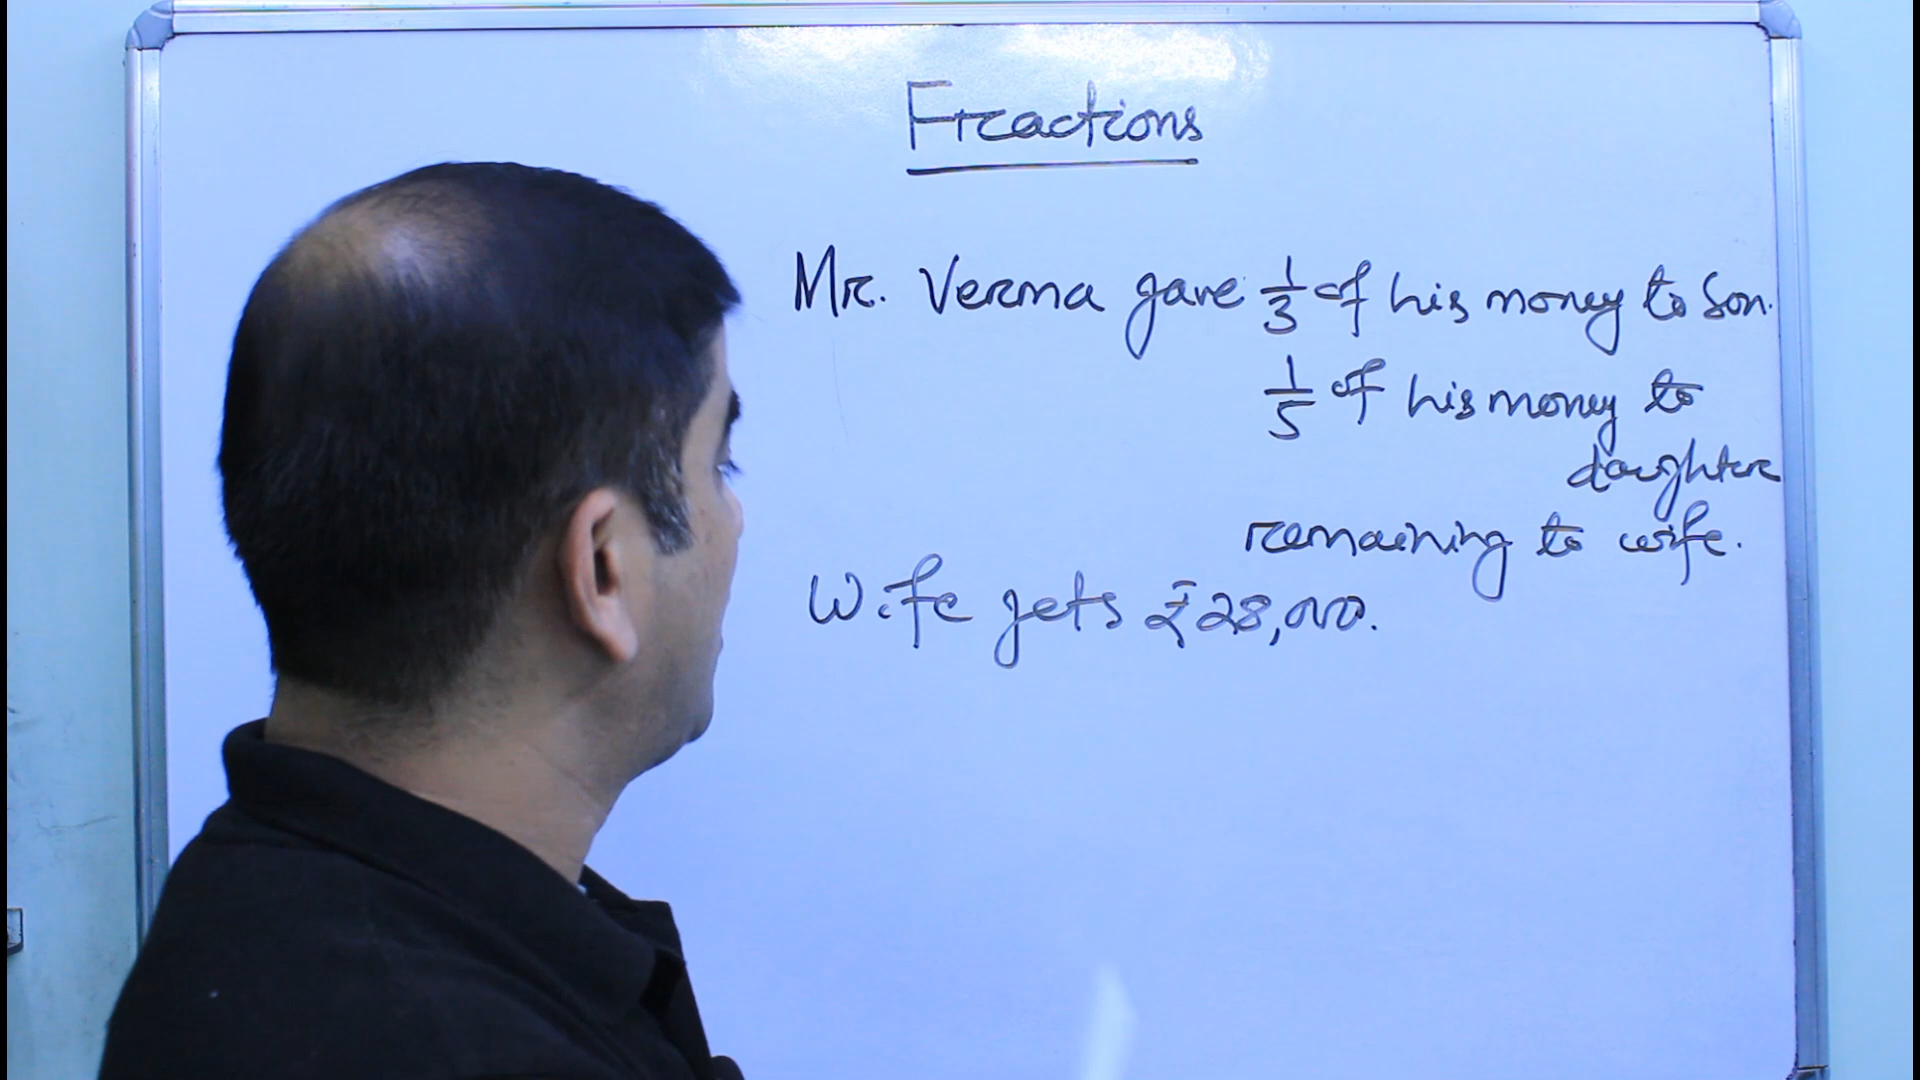 Fractions
Mr. Verma gave 1/3 of his money to Son.
1/5 of his money to
daughter
remaining to wife.
Wife gets ₹28,000.